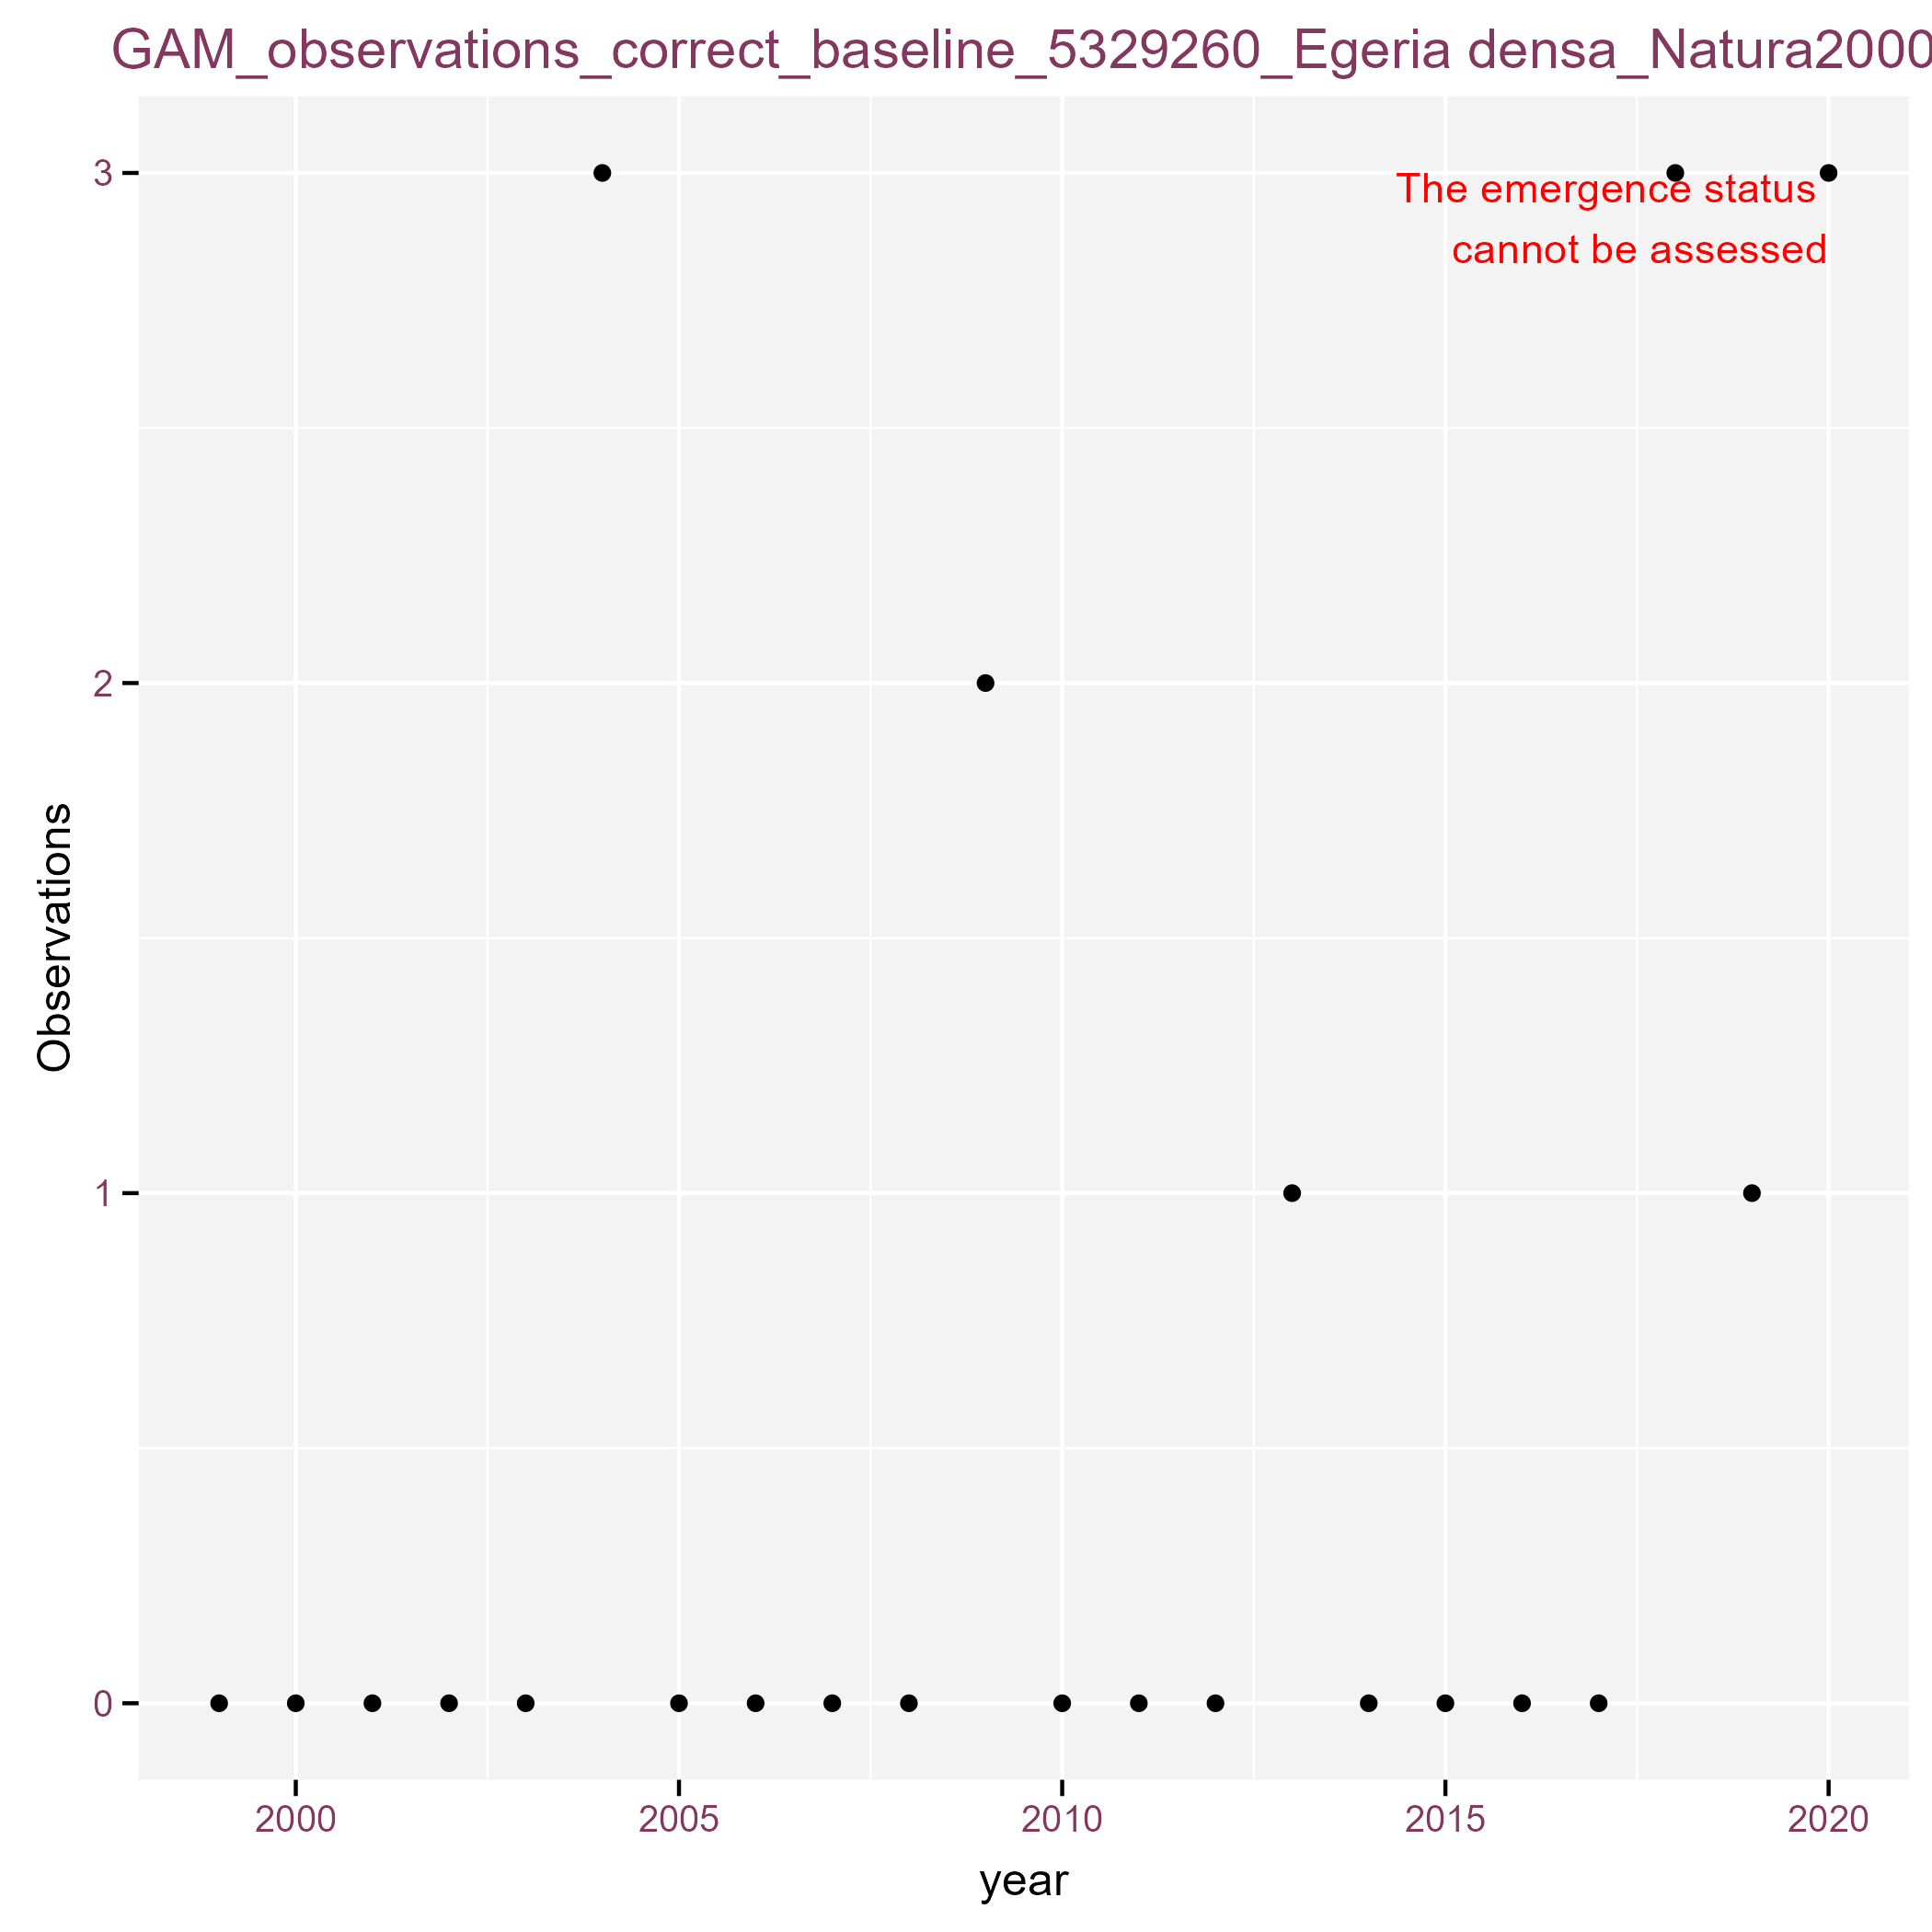 GAM_observations_correct_baseline_5329260_Egeria densa_Natura2000
3
The emergence status
cannot be assessed
2
Observations
1
0
2000 2005 2010 2015 2020
year